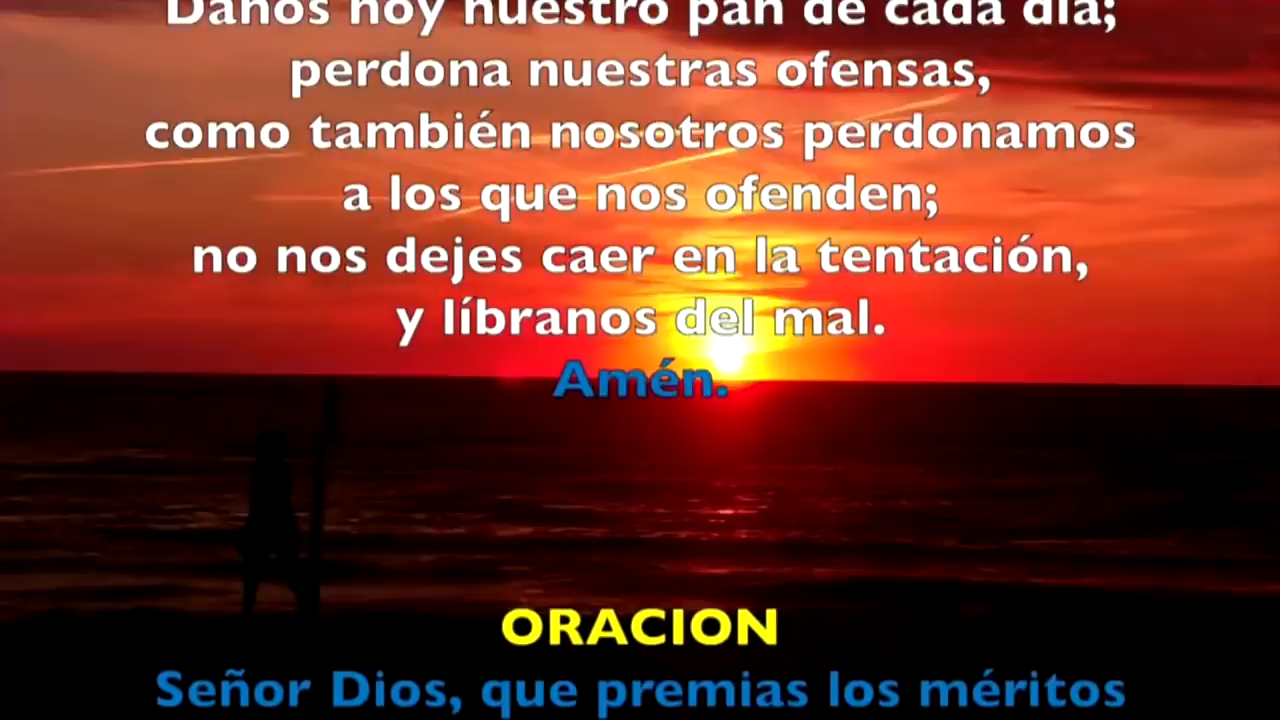 Danos hoy nuestro pan de cada día;
perdona nuestras ofensas,
como también nosotros perdonamos
a los que nos ofenden;
no nos dejes caer en la tentación,
y líbranos del mal.
Amén.
ORACION
Señor Dios, que premias los méritos